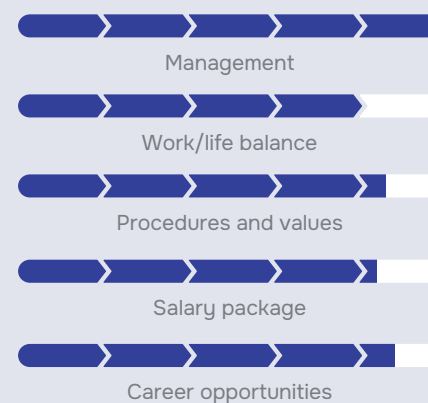 Management
Work/life balance
Procedures and values
Salary package
Career opportunities